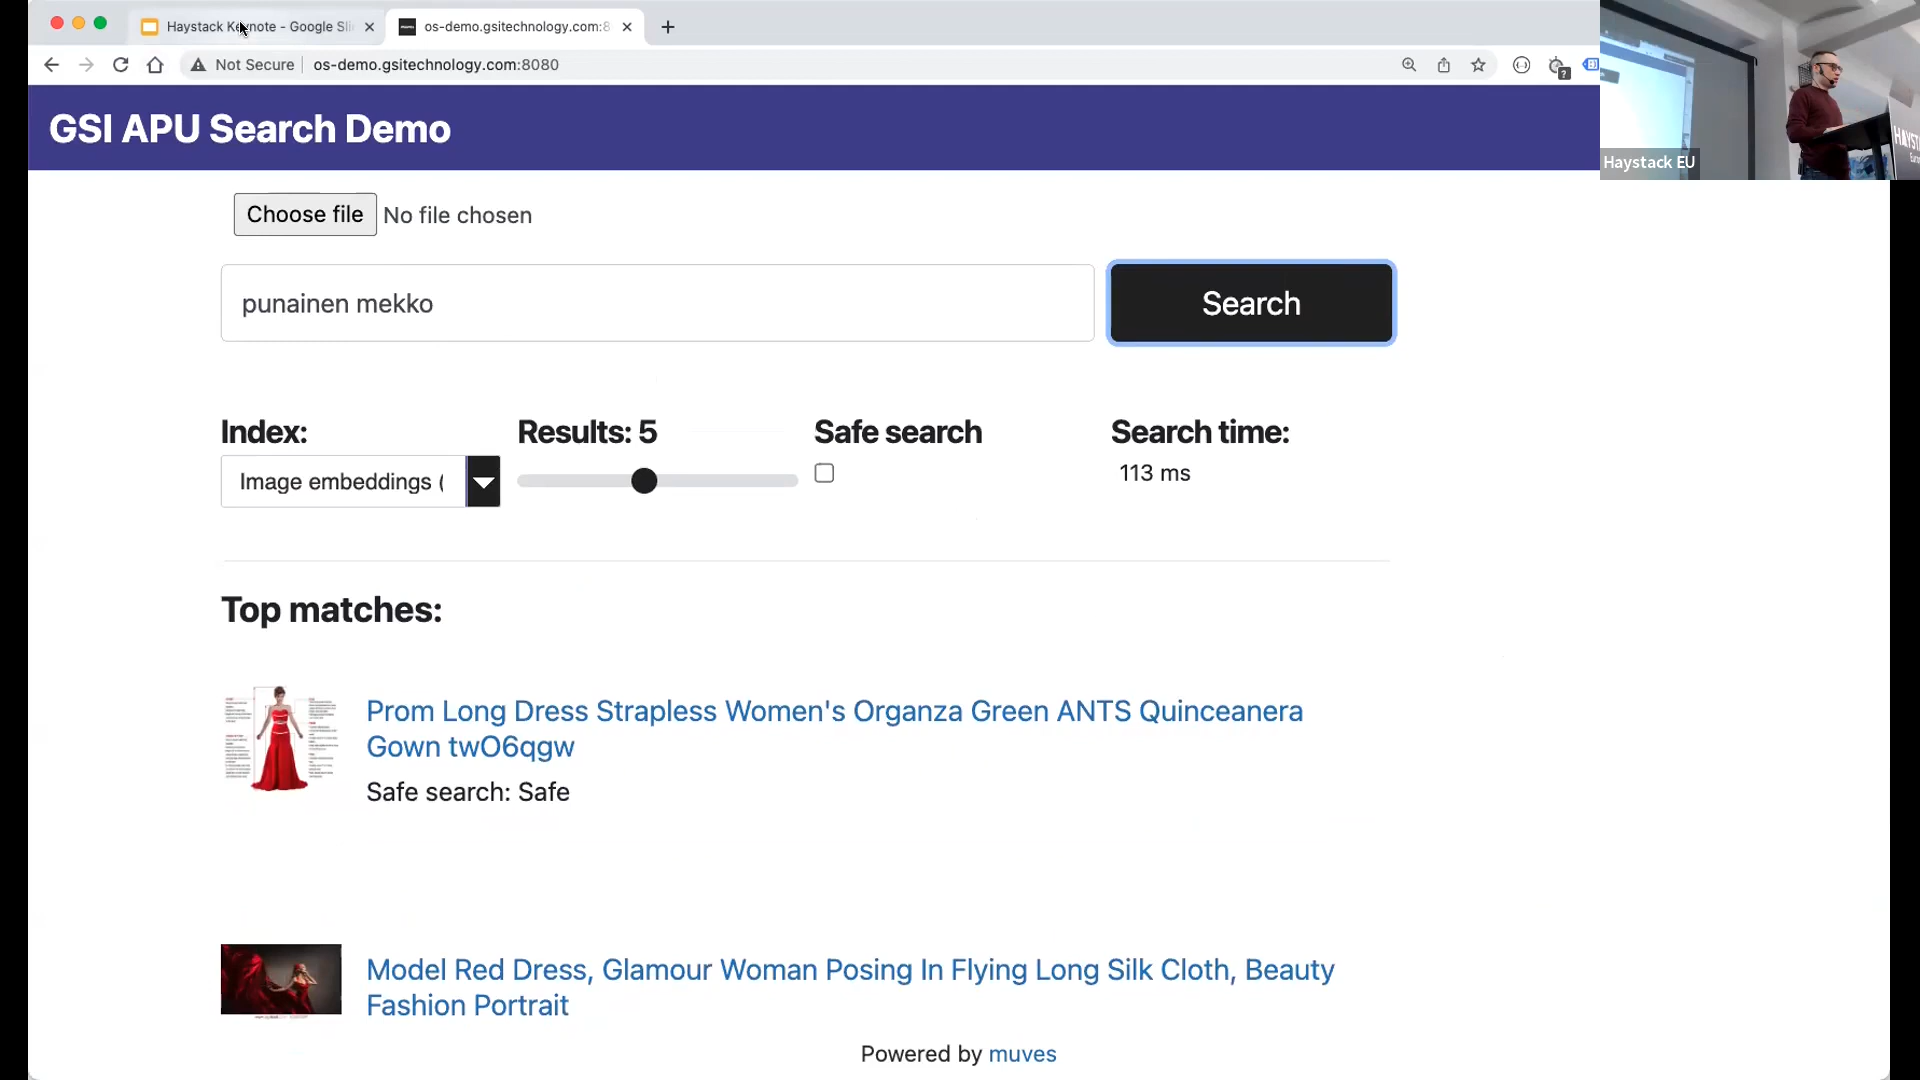 Haystack Keynote - Google Sli
os-demo.gsitechnology.com:8
Not Secure
os-demo.gsitechnology.com:8080
GSI APU Search Demo
Haystack EU
Choose file No file chosen
punainen mekko
Search
Index:
Results: 5
Safe search
Search time:
Image embeddings (
113 ms
Top matches:
Prom Long Dress Strapless Women's Organza Green ANTS Quinceanera
Gown twO6qgw
Safe search: Safe
Model Red Dress, Glamour Woman Posing In Flying Long Silk Cloth, Beauty
Fashion Portrait
Powered by muves